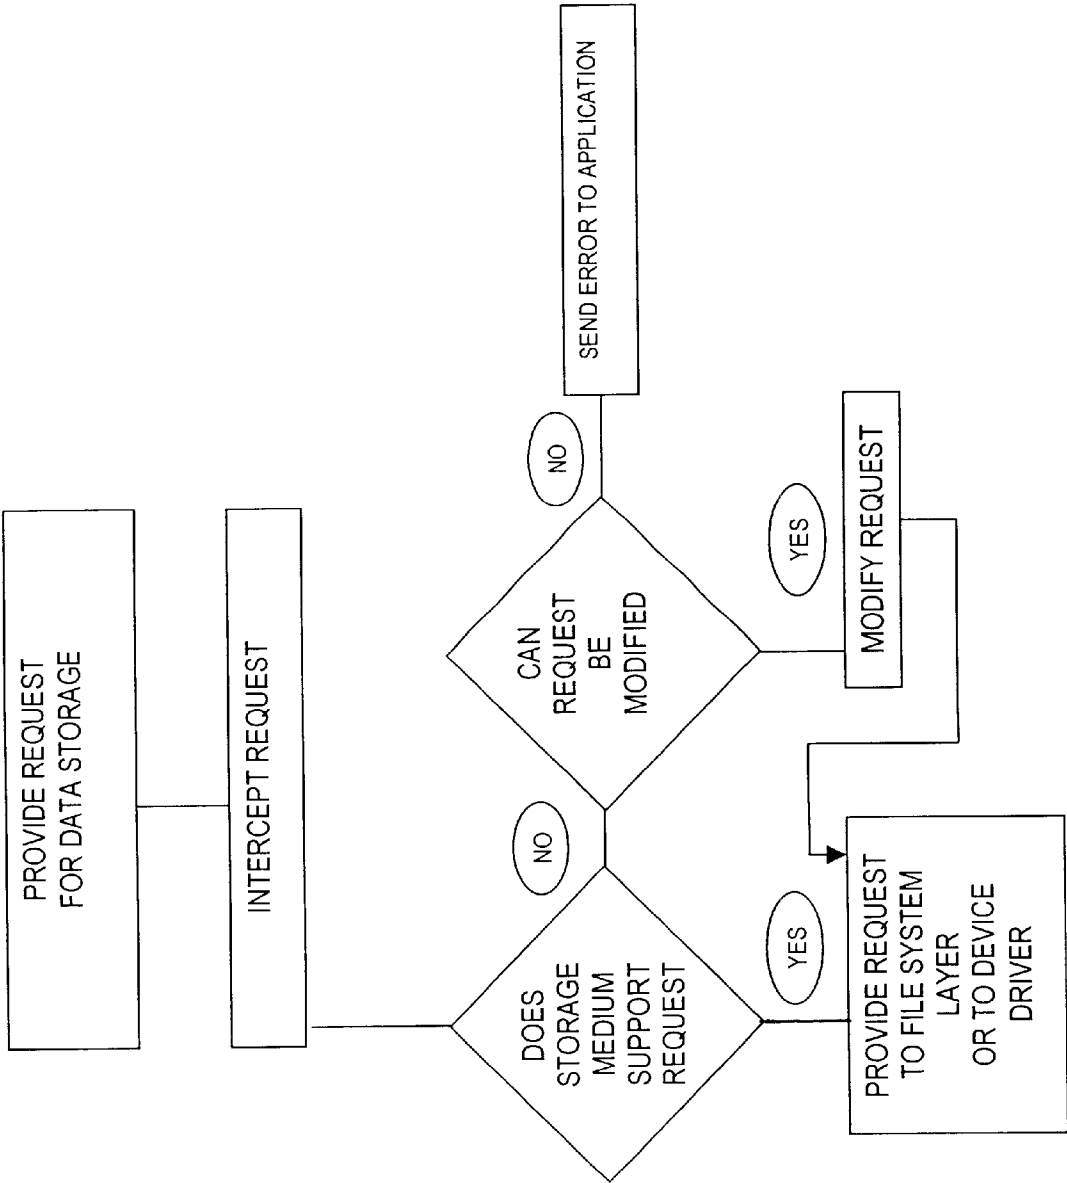 PROVIDE REQUEST
FOR DATA STORAGE
INTERCEPT REQUEST
DOES
STORAGE
MEDIUM
SUPPORT
REQUEST
NO
CAN
REQUEST
BE
MODIFIED
NO
SEND ERROR TO APPLICATION
YES
YES
MODIFY REQUEST
PROVIDE REQUEST
TO FILE SYSTEM
LAYER
OR TO DEVICE
DRIVER